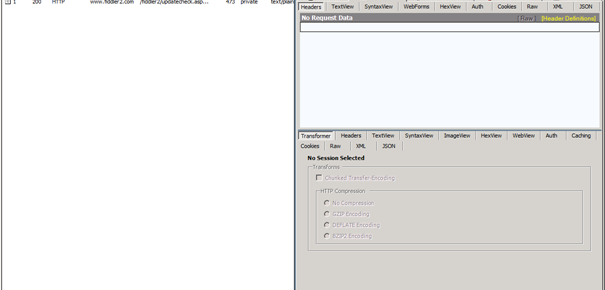 1 200 HTTP www.fiddler2.com /fiddler2/updatecheck.asp... 473 private text/plain
Headers TextView SyntaxView WebForms HexView Auth Cookies Raw XML JSON
No Request Data [Raw] [Header Definitions]
Transformer Headers TextView SyntaxView ImageView HexView WebView Auth Caching
Cookies Raw XML JSON
No Session Selected
Transforms
Chunked Transfer-Encoding
HTTP Compression
No Compression
GZIP Encoding
DEFLATE Encoding
BZIP2 Encoding